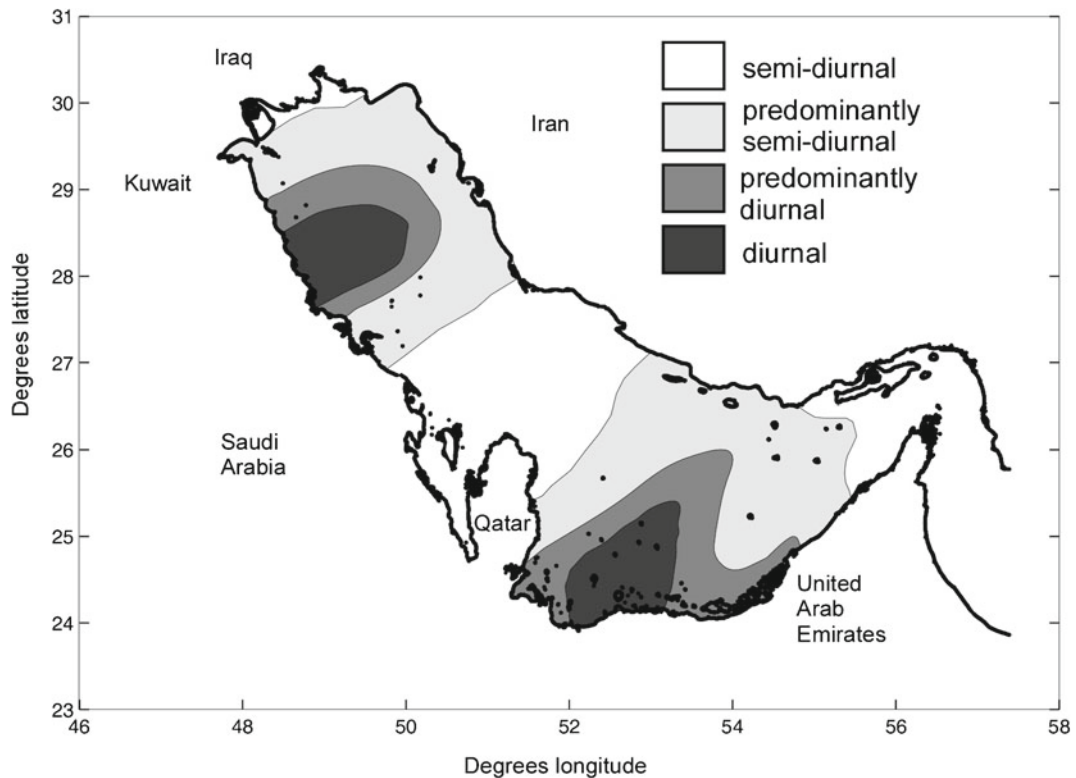 31
30
29
28
27
26
25
24
23
Degrees latitude
Iraq
Iran
Kuwait
Saudi
Arabia
Qatar
United
Arab
Emirates
semi-diurnal
predominantly
semi-diurnal
predominantly
diurnal
diurnal
46
48
50
52
54
56
58
Degrees longitude